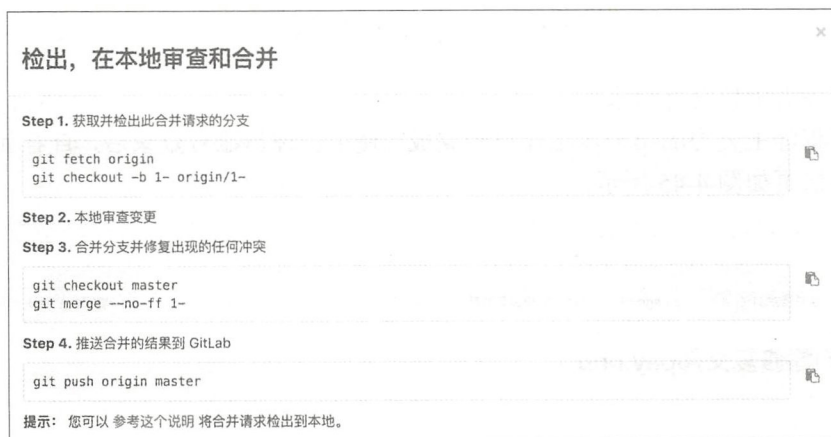 检出，在本地审查和合并
Step 1. 获取并检出此合并请求的分支
git fetch origin
git checkout -b 1- origin/1-
Step 2. 本地审查变更
Step 3. 合并分支并修复出现的任何冲突
git checkout master
git merge --no-ff 1-
Step 4. 推送合并的结果到 GitLab
git push origin master
提示： 您可以 参考这个说明 将合并请求检出到本地。